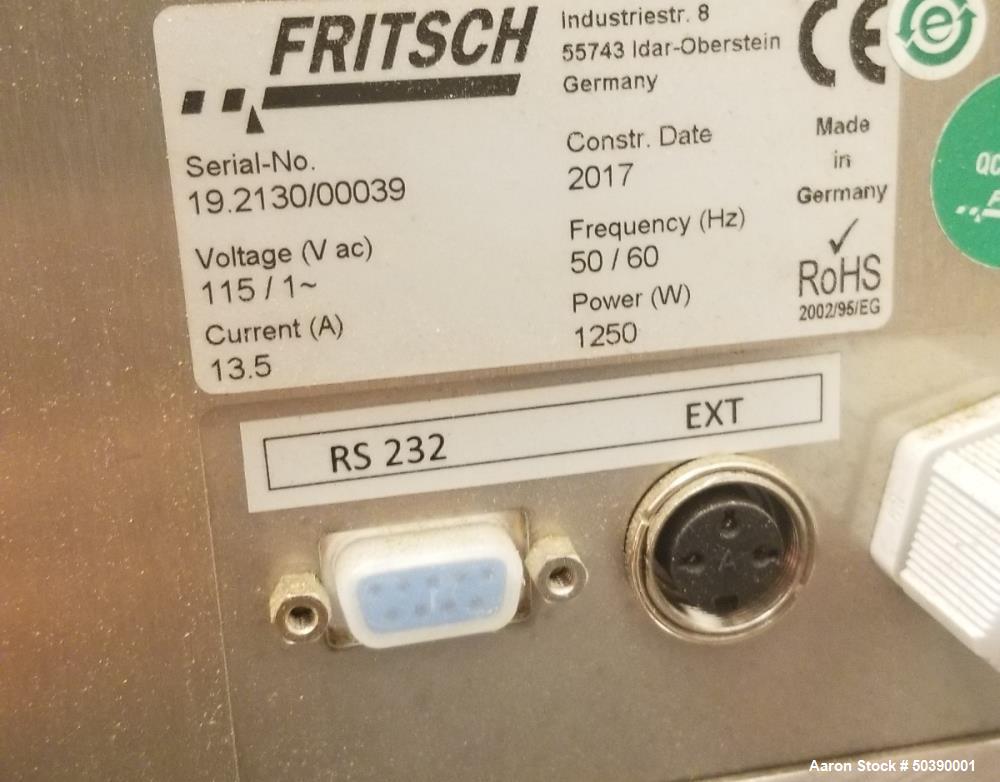 FRITSCH
Industriestr. 8
55743 Idar-Oberstein
Germany
CE
e
Serial-No.
19.2130/00039
Constr. Date
2017
Made
in
Germany
Voltage (V ac)
115 / 1~
Frequency (Hz)
50 / 60
Current (A)
13.5
Power (W)
1250
RoHS
2002/95/EG
QC
RS 232
EXT
A
Aaron Stock # 50390001